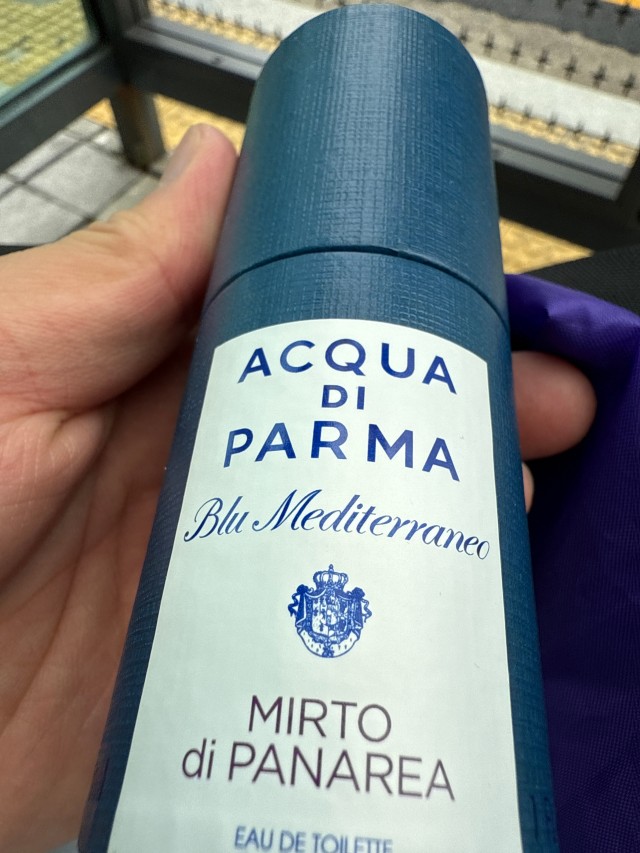 ACQUA
DI
PARMA
Blu Mediterraneo
MIRTO
di PANAREA
EAU DE TOILETTE